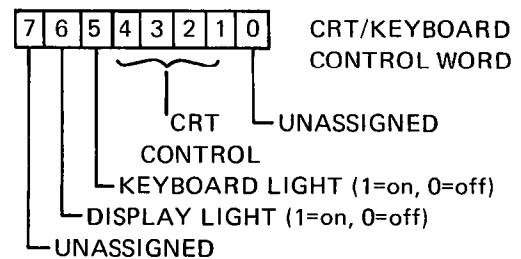 7 6 5 4 3 2 1 0 CRT/KEYBOARD
CONTROL WORD
CRT UNASSIGNED
CONTROL
KEYBOARD LIGHT (1=on, 0=off)
DISPLAY LIGHT (1=on, 0=off)
UNASSIGNED